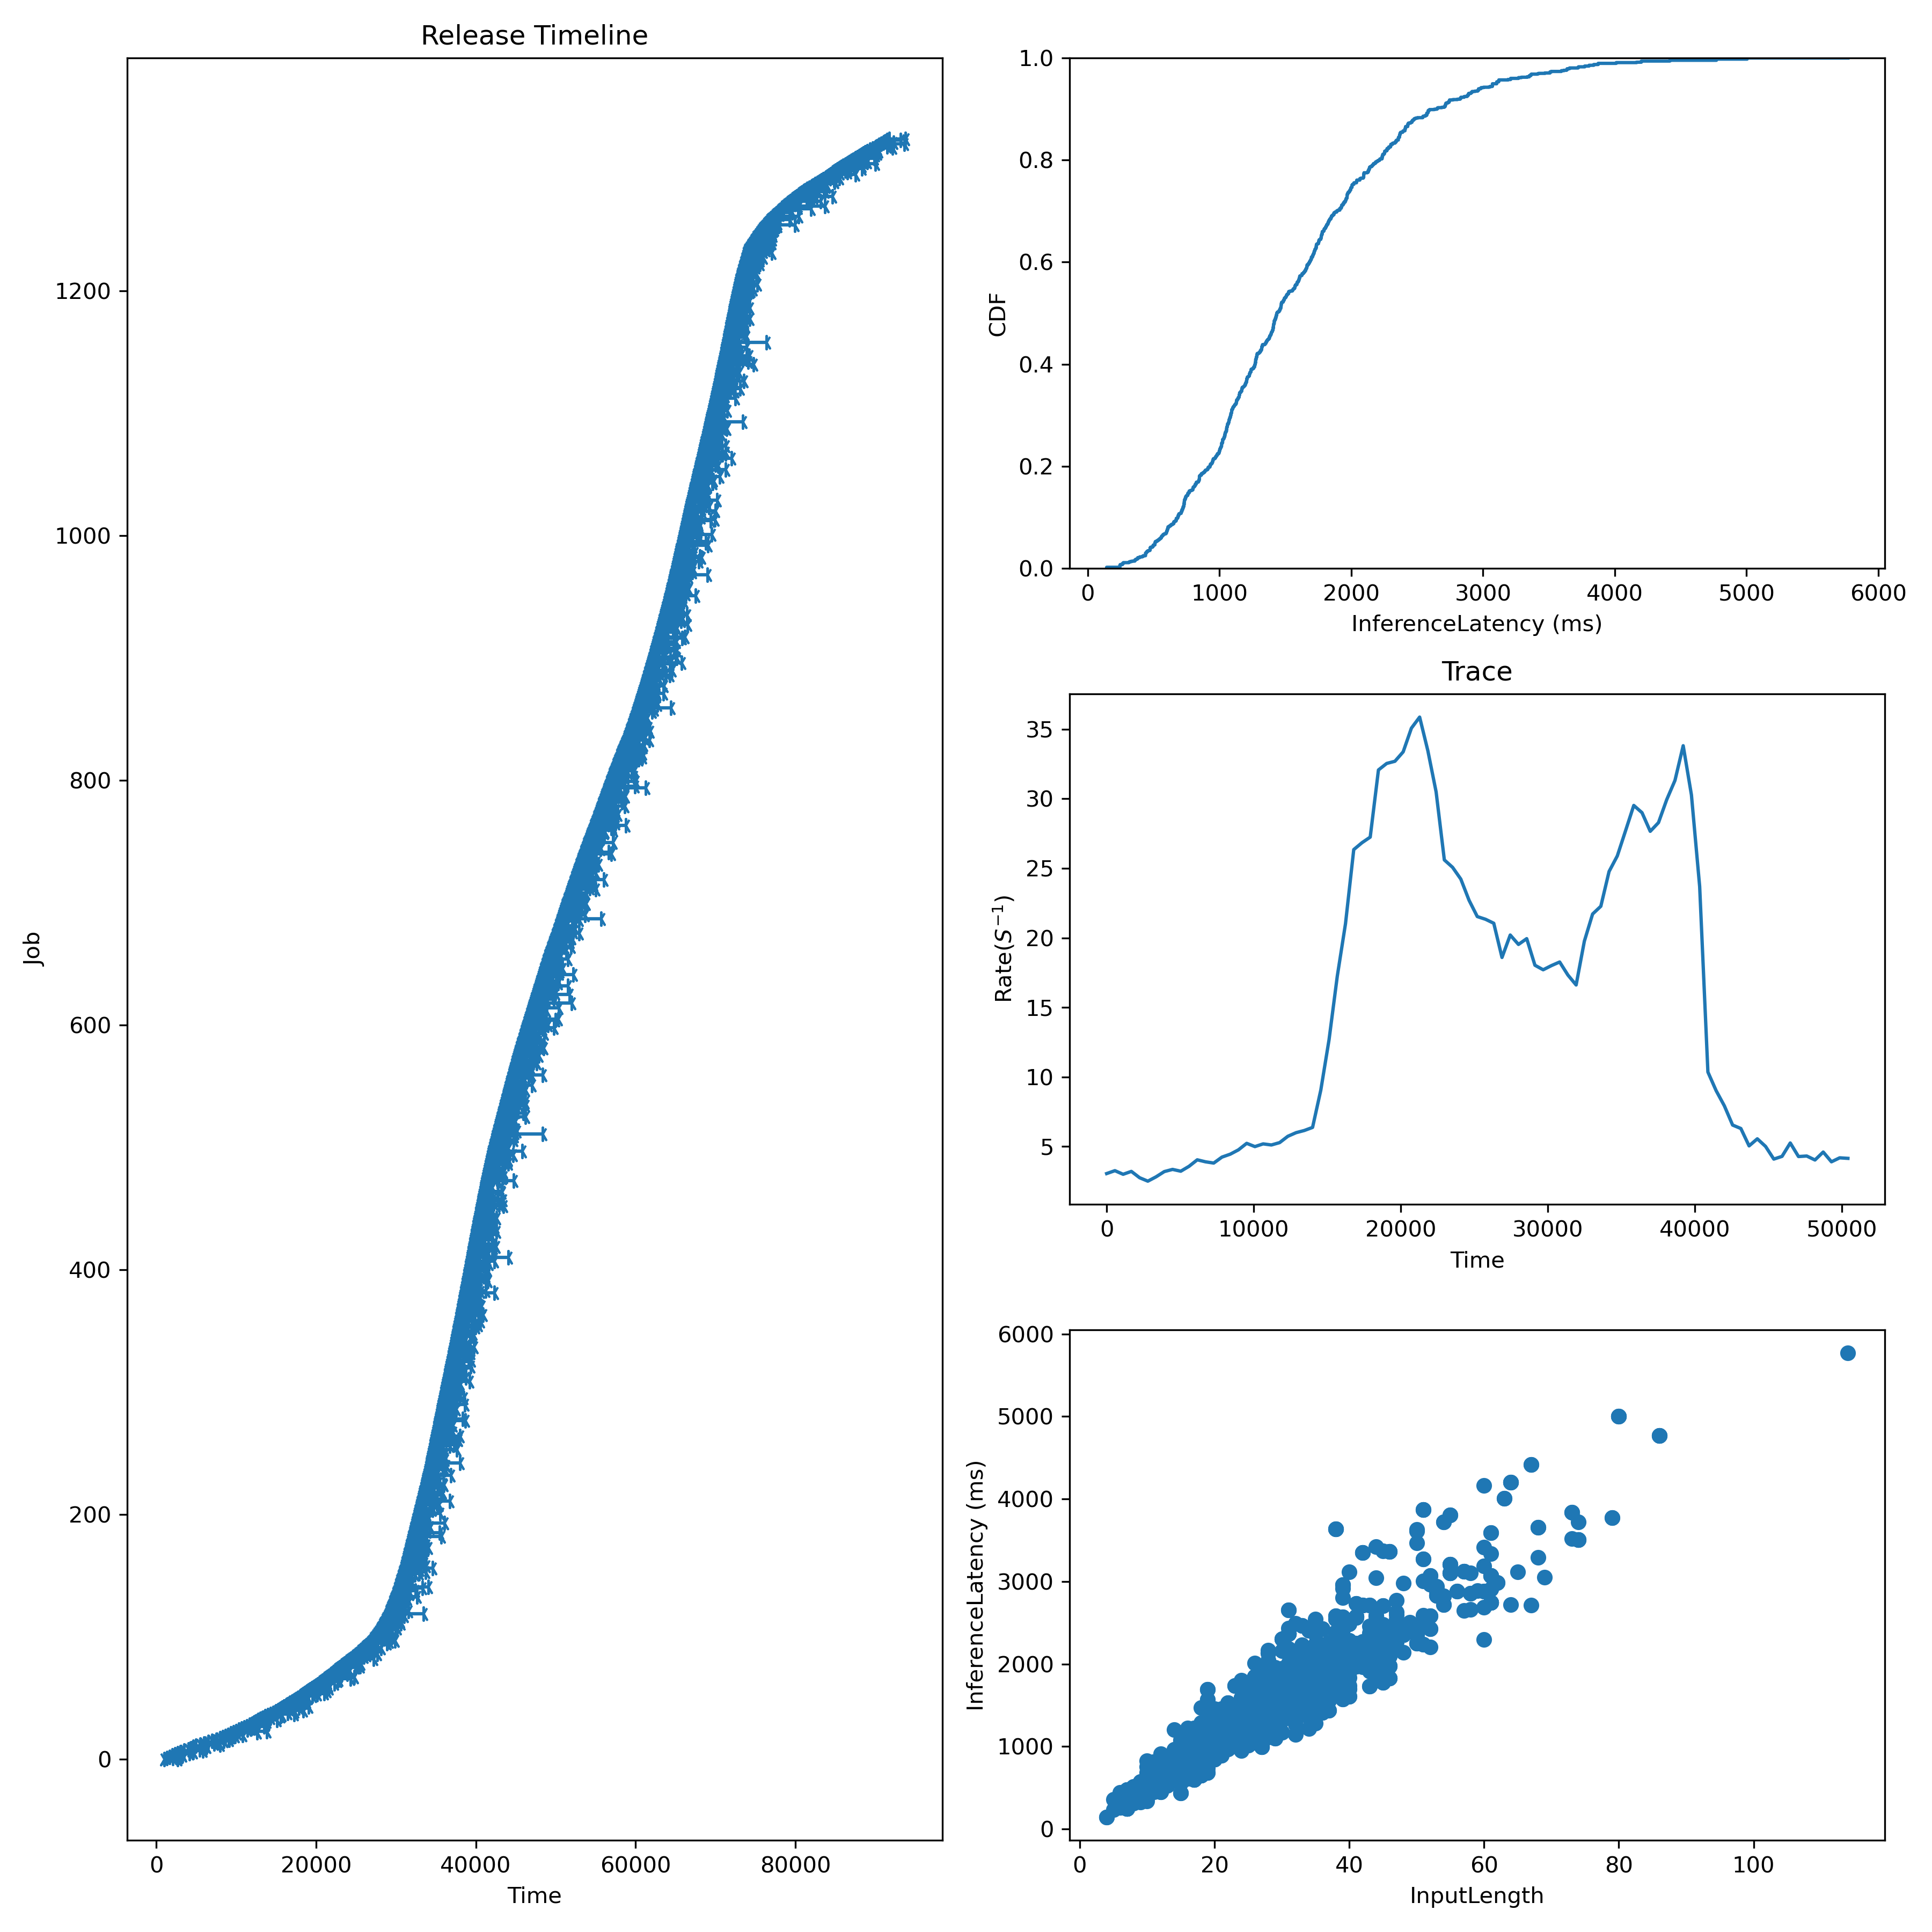 Release Timeline
Job
1200
1000
800
600
400
200
0
0 20000 40000 60000 80000
Time
CDF
1.0
0.8
0.6
0.4
0.2
0.0
0 1000 2000 3000 4000 5000 6000
InferenceLatency (ms)
Trace
Rate(S⁻¹)
35
30
25
20
15
10
5
0 10000 20000 30000 40000 50000
Time
InferenceLatency (ms)
6000
5000
4000
3000
2000
1000
0
0 20 40 60 80 100
InputLength